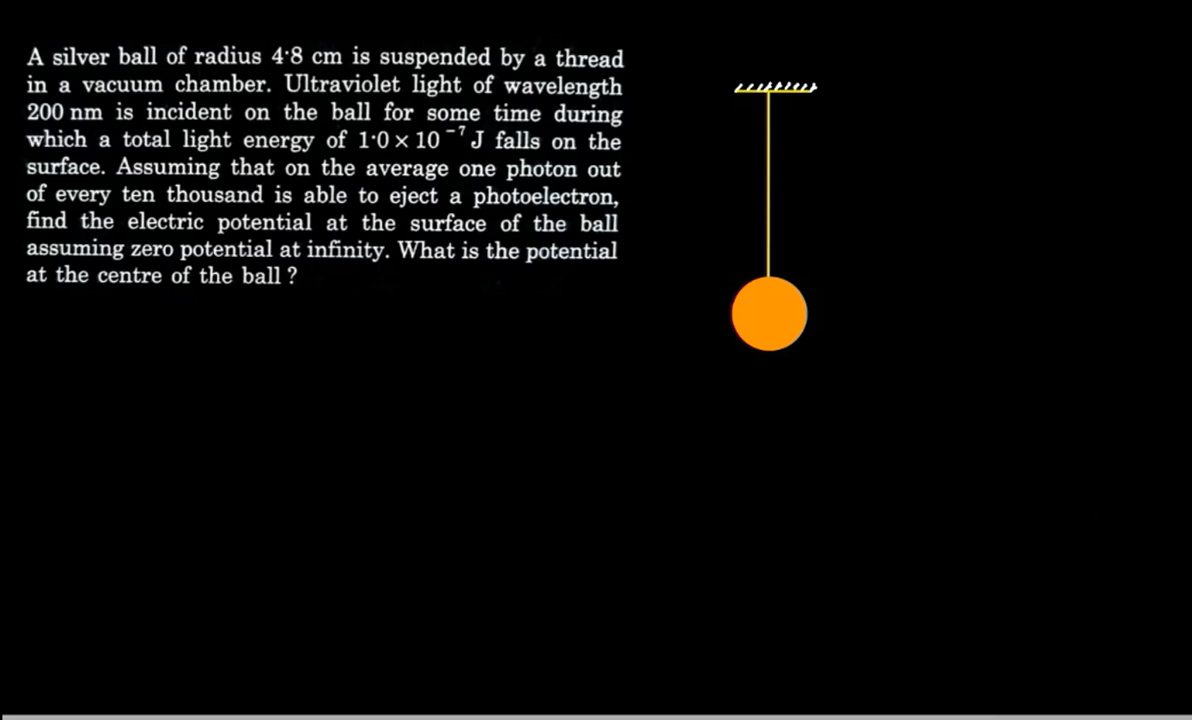 A silver ball of radius 4·8 cm is suspended by a thread
in a vacuum chamber. Ultraviolet light of wavelength
200 nm is incident on the ball for some time during
which a total light energy of 1·0 × 10⁻⁷ J falls on the
surface. Assuming that on the average one photon out
of every ten thousand is able to eject a photoelectron,
find the electric potential at the surface of the ball
assuming zero potential at infinity. What is the potential
at the centre of the ball ?